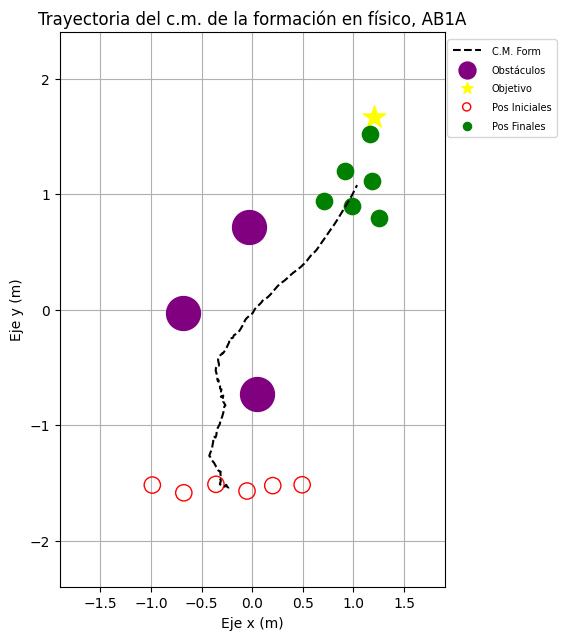 Trayectoria del c.m. de la formación en físico, AB1A
C.M. Form
Obstáculos
Objetivo
Pos Iniciales
Pos Finales
Eje y (m)
2
1
0
−1
−2
−1.5
−1.0
−0.5
0.0
0.5
1.0
1.5
Eje x (m)